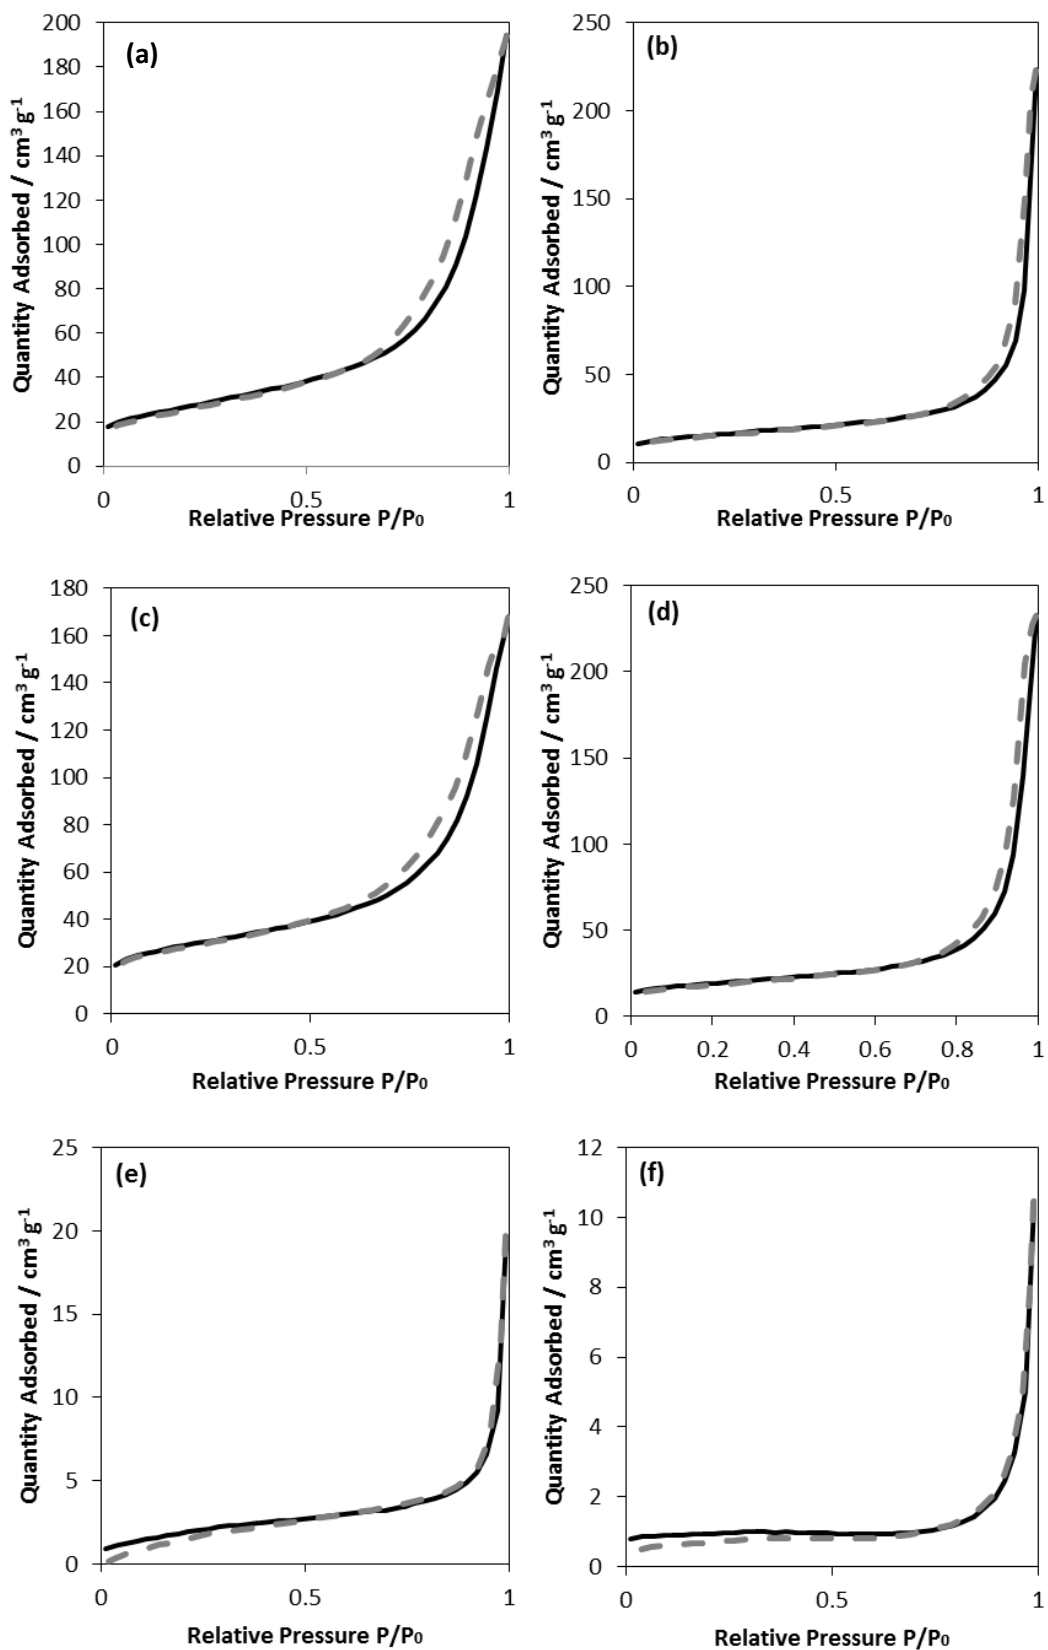 (a)
Quantity Adsorbed / cm³ g⁻¹
200
180
160
140
120
100
80
60
40
20
0
0 0.5 1
Relative Pressure P/P₀
(b)
Quantity Adsorbed / cm³ g⁻¹
250
200
150
100
50
0
0 0.5 1
Relative Pressure P/P₀
(c)
Quantity Adsorbed / cm³ g⁻¹
180
160
140
120
100
80
60
40
20
0
0 0.5 1
Relative Pressure P/P₀
(d)
Quantity Adsorbed / cm³ g⁻¹
250
200
150
100
50
0
0 0.2 0.4 0.6 0.8 1
Relative Pressure P/P₀
(e)
Quantity Adsorbed / cm³ g⁻¹
25
20
15
10
5
0
0 0.5 1
Relative Pressure P/P₀
(f)
Quantity Adsorbed / cm³ g⁻¹
12
10
8
6
4
2
0
0 0.5 1
Relative Pressure P/P₀